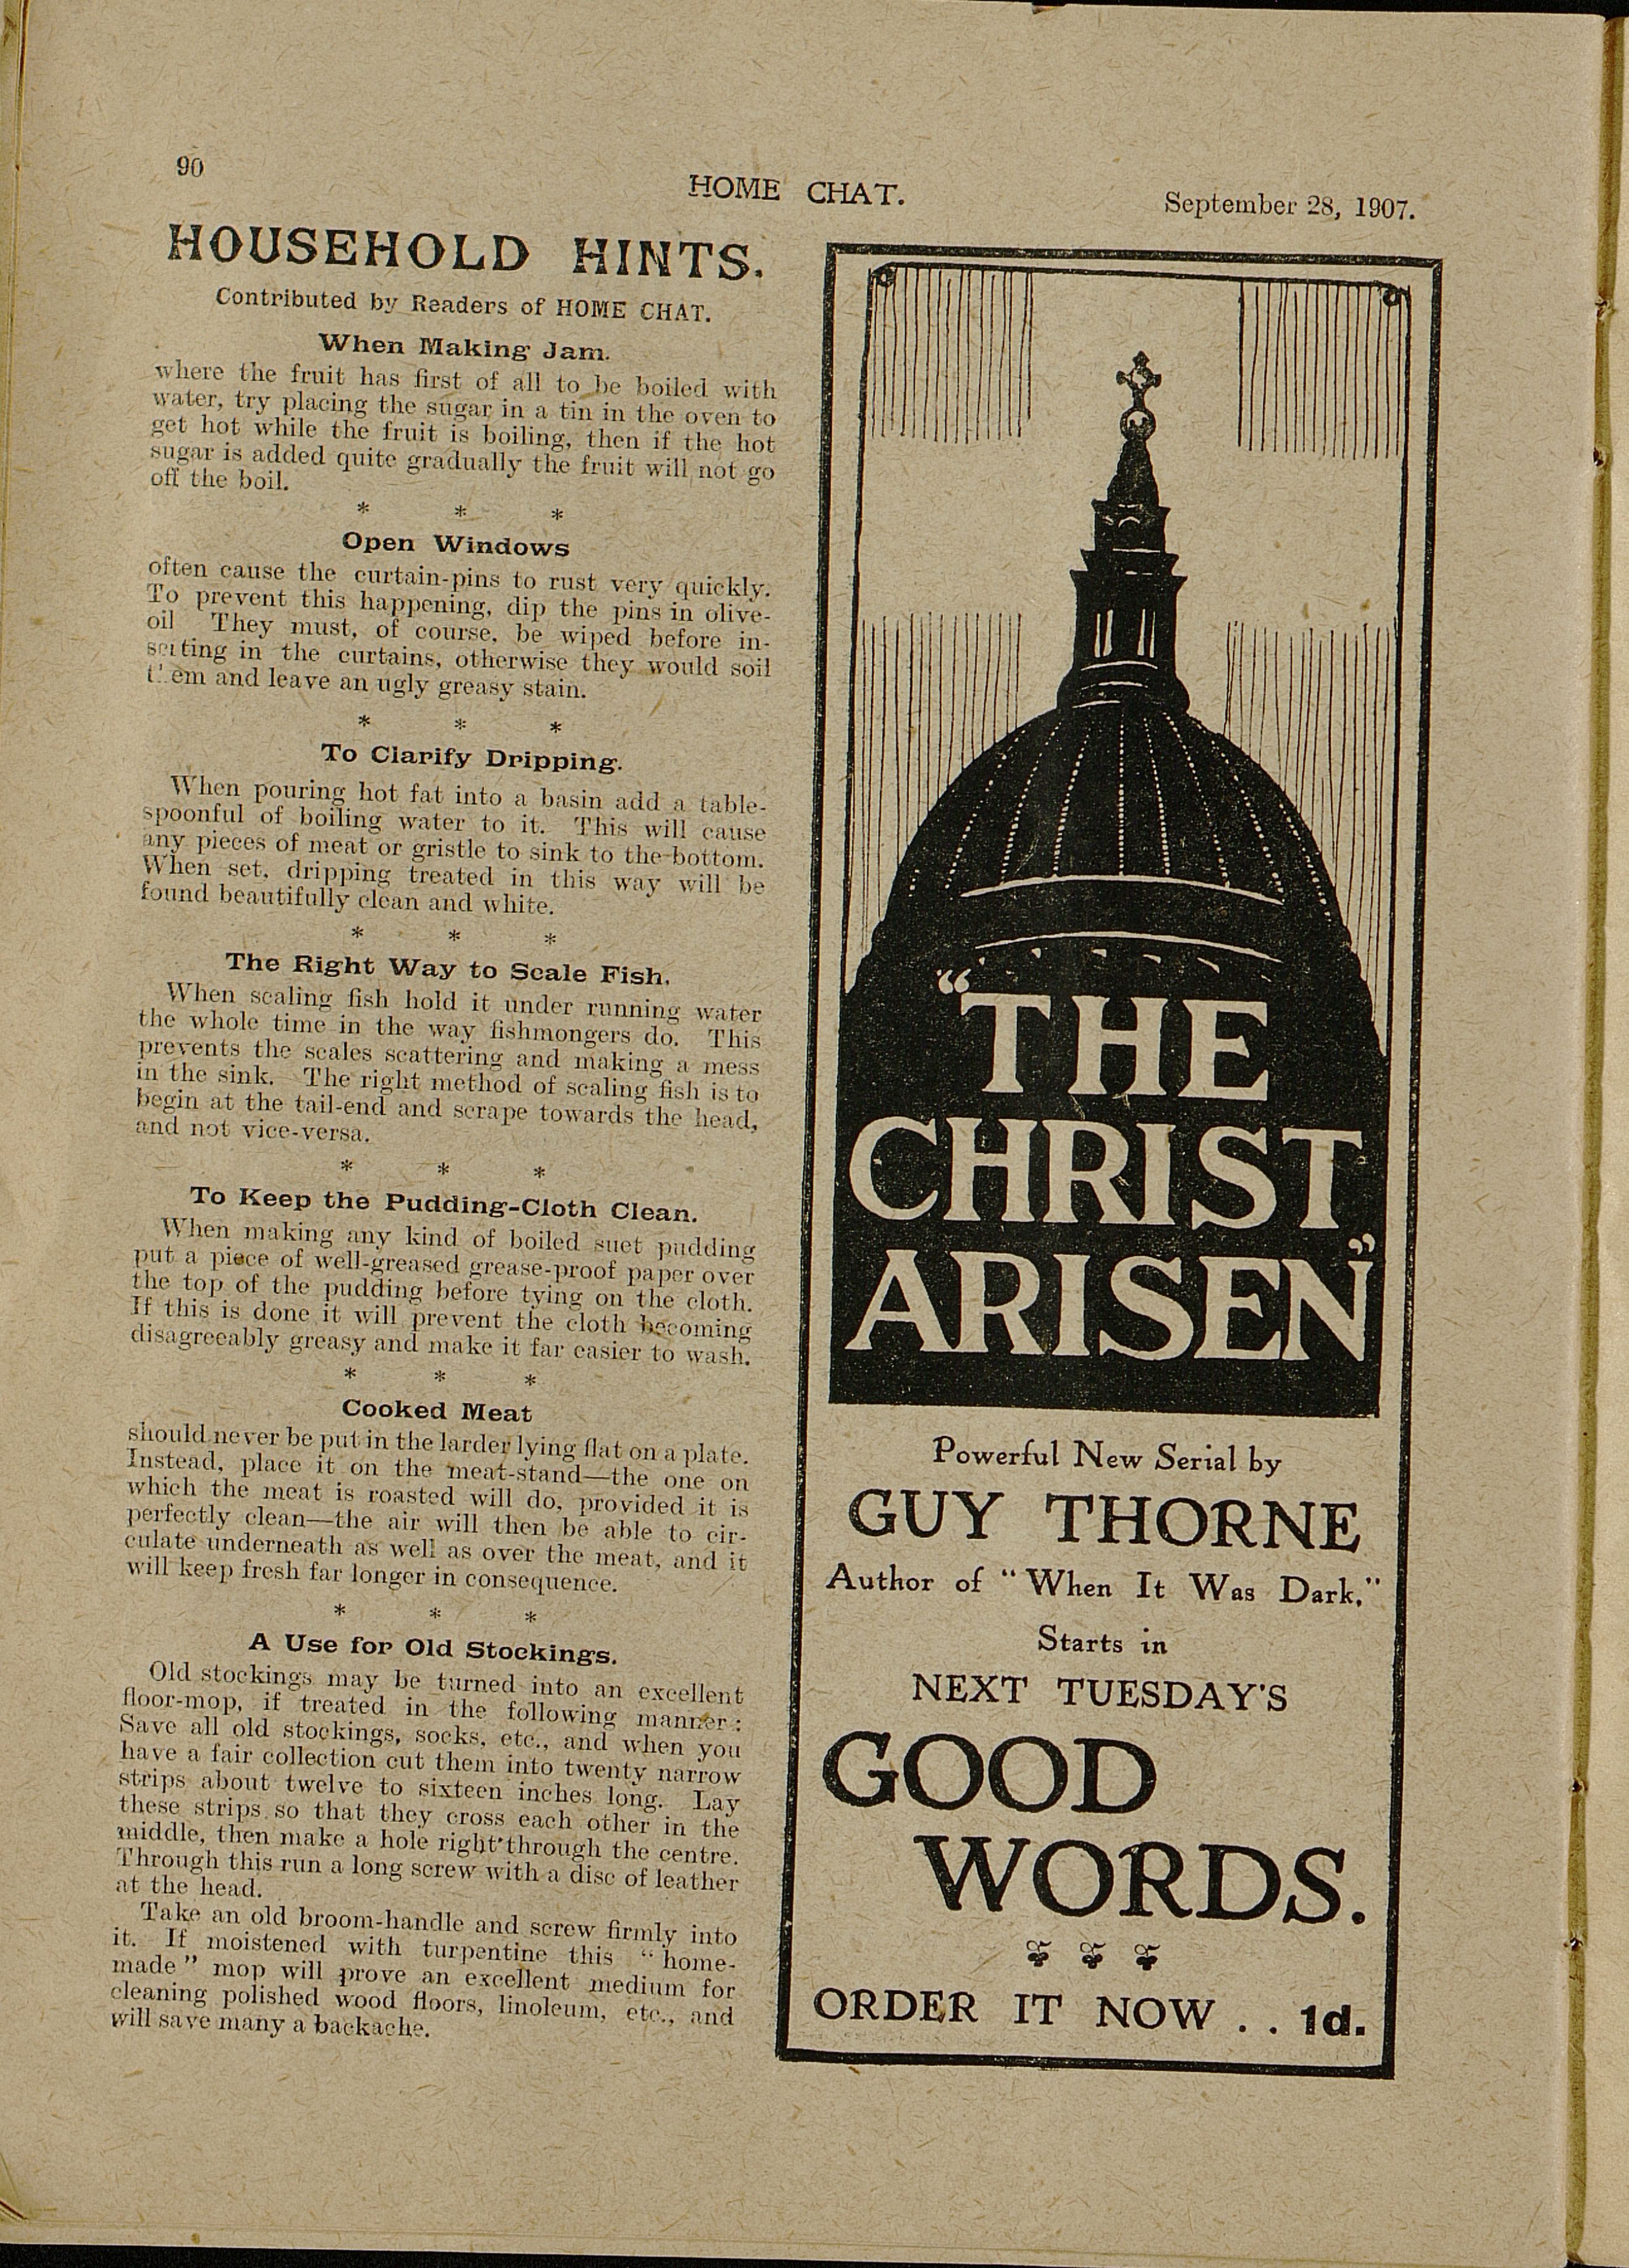 90
HOME CHAT.
September 28, 1907.
HOUSEHOLD HINTS.
Contributed by Readers of HOME CHAT.
When Making Jam.
where the fruit has first of all to be boiled with
water, try placing the sugar in a tin in the oven to
get hot while the fruit is boiling, then if the hot
sugar is added quite gradually the fruit will not go
off the boil.
* * *
Open Windows
often cause the curtain-pins to rust very quickly.
To prevent this happening, dip the pins in olive-
oil They must, of course, be wiped before in-
serting in the curtains, otherwise they would soil
them and leave an ugly greasy stain.
* * *
To Clarify Dripping.
When pouring hot fat into a basin add a table-
spoonful of boiling water to it. This will cause
any pieces of meat or gristle to sink to the bottom.
When set, dripping treated in this way will be
found beautifully clean and white.
* * *
The Right Way to Scale Fish.
When scaling fish hold it under running water
the whole time in the way fishmongers do. This
prevents the scales scattering and making a mess
in the sink. The right method of scaling fish is to
begin at the tail-end and scrape towards the head,
and not vice-versa.
* * *
To Keep the Pudding-Cloth Clean.
When making any kind of boiled suet pudding
put a piece of well-greased grease-proof paper over
the top of the pudding before tying on the cloth.
If this is done it will prevent the cloth becoming
disagreeably greasy and make it far easier to wash.
* * *
Cooked Meat
should never be put in the larder lying flat on a plate.
Instead, place it on the meat-stand—the one on
which the meat is roasted will do, provided it is
perfectly clean—the air will then be able to cir-
culate underneath as well as over the meat, and it
will keep fresh far longer in consequence.
* * *
A Use for Old Stockings.
Old stockings may be turned into an excellent
floor-mop, if treated in the following manner:
Save all old stockings, socks, etc., and when you
have a fair collection cut them into twenty narrow
strips about twelve to sixteen inches long. Lay
these strips so that they cross each other in the
middle, then make a hole right through the centre.
Through this run a long screw with a disc of leather
at the head.
Take an old broom-handle and screw firmly into
it. If moistened with turpentine this "home-
made" mop will prove an excellent medium for
cleaning polished wood floors, linoleum, etc., and
will save many a backache.
"THE
CHRIST
ARISEN"
Powerful New Serial by
GUY THORNE
Author of "When It Was Dark."
Starts in
NEXT TUESDAY'S
GOOD
WORDS.
ORDER IT NOW . . 1d.